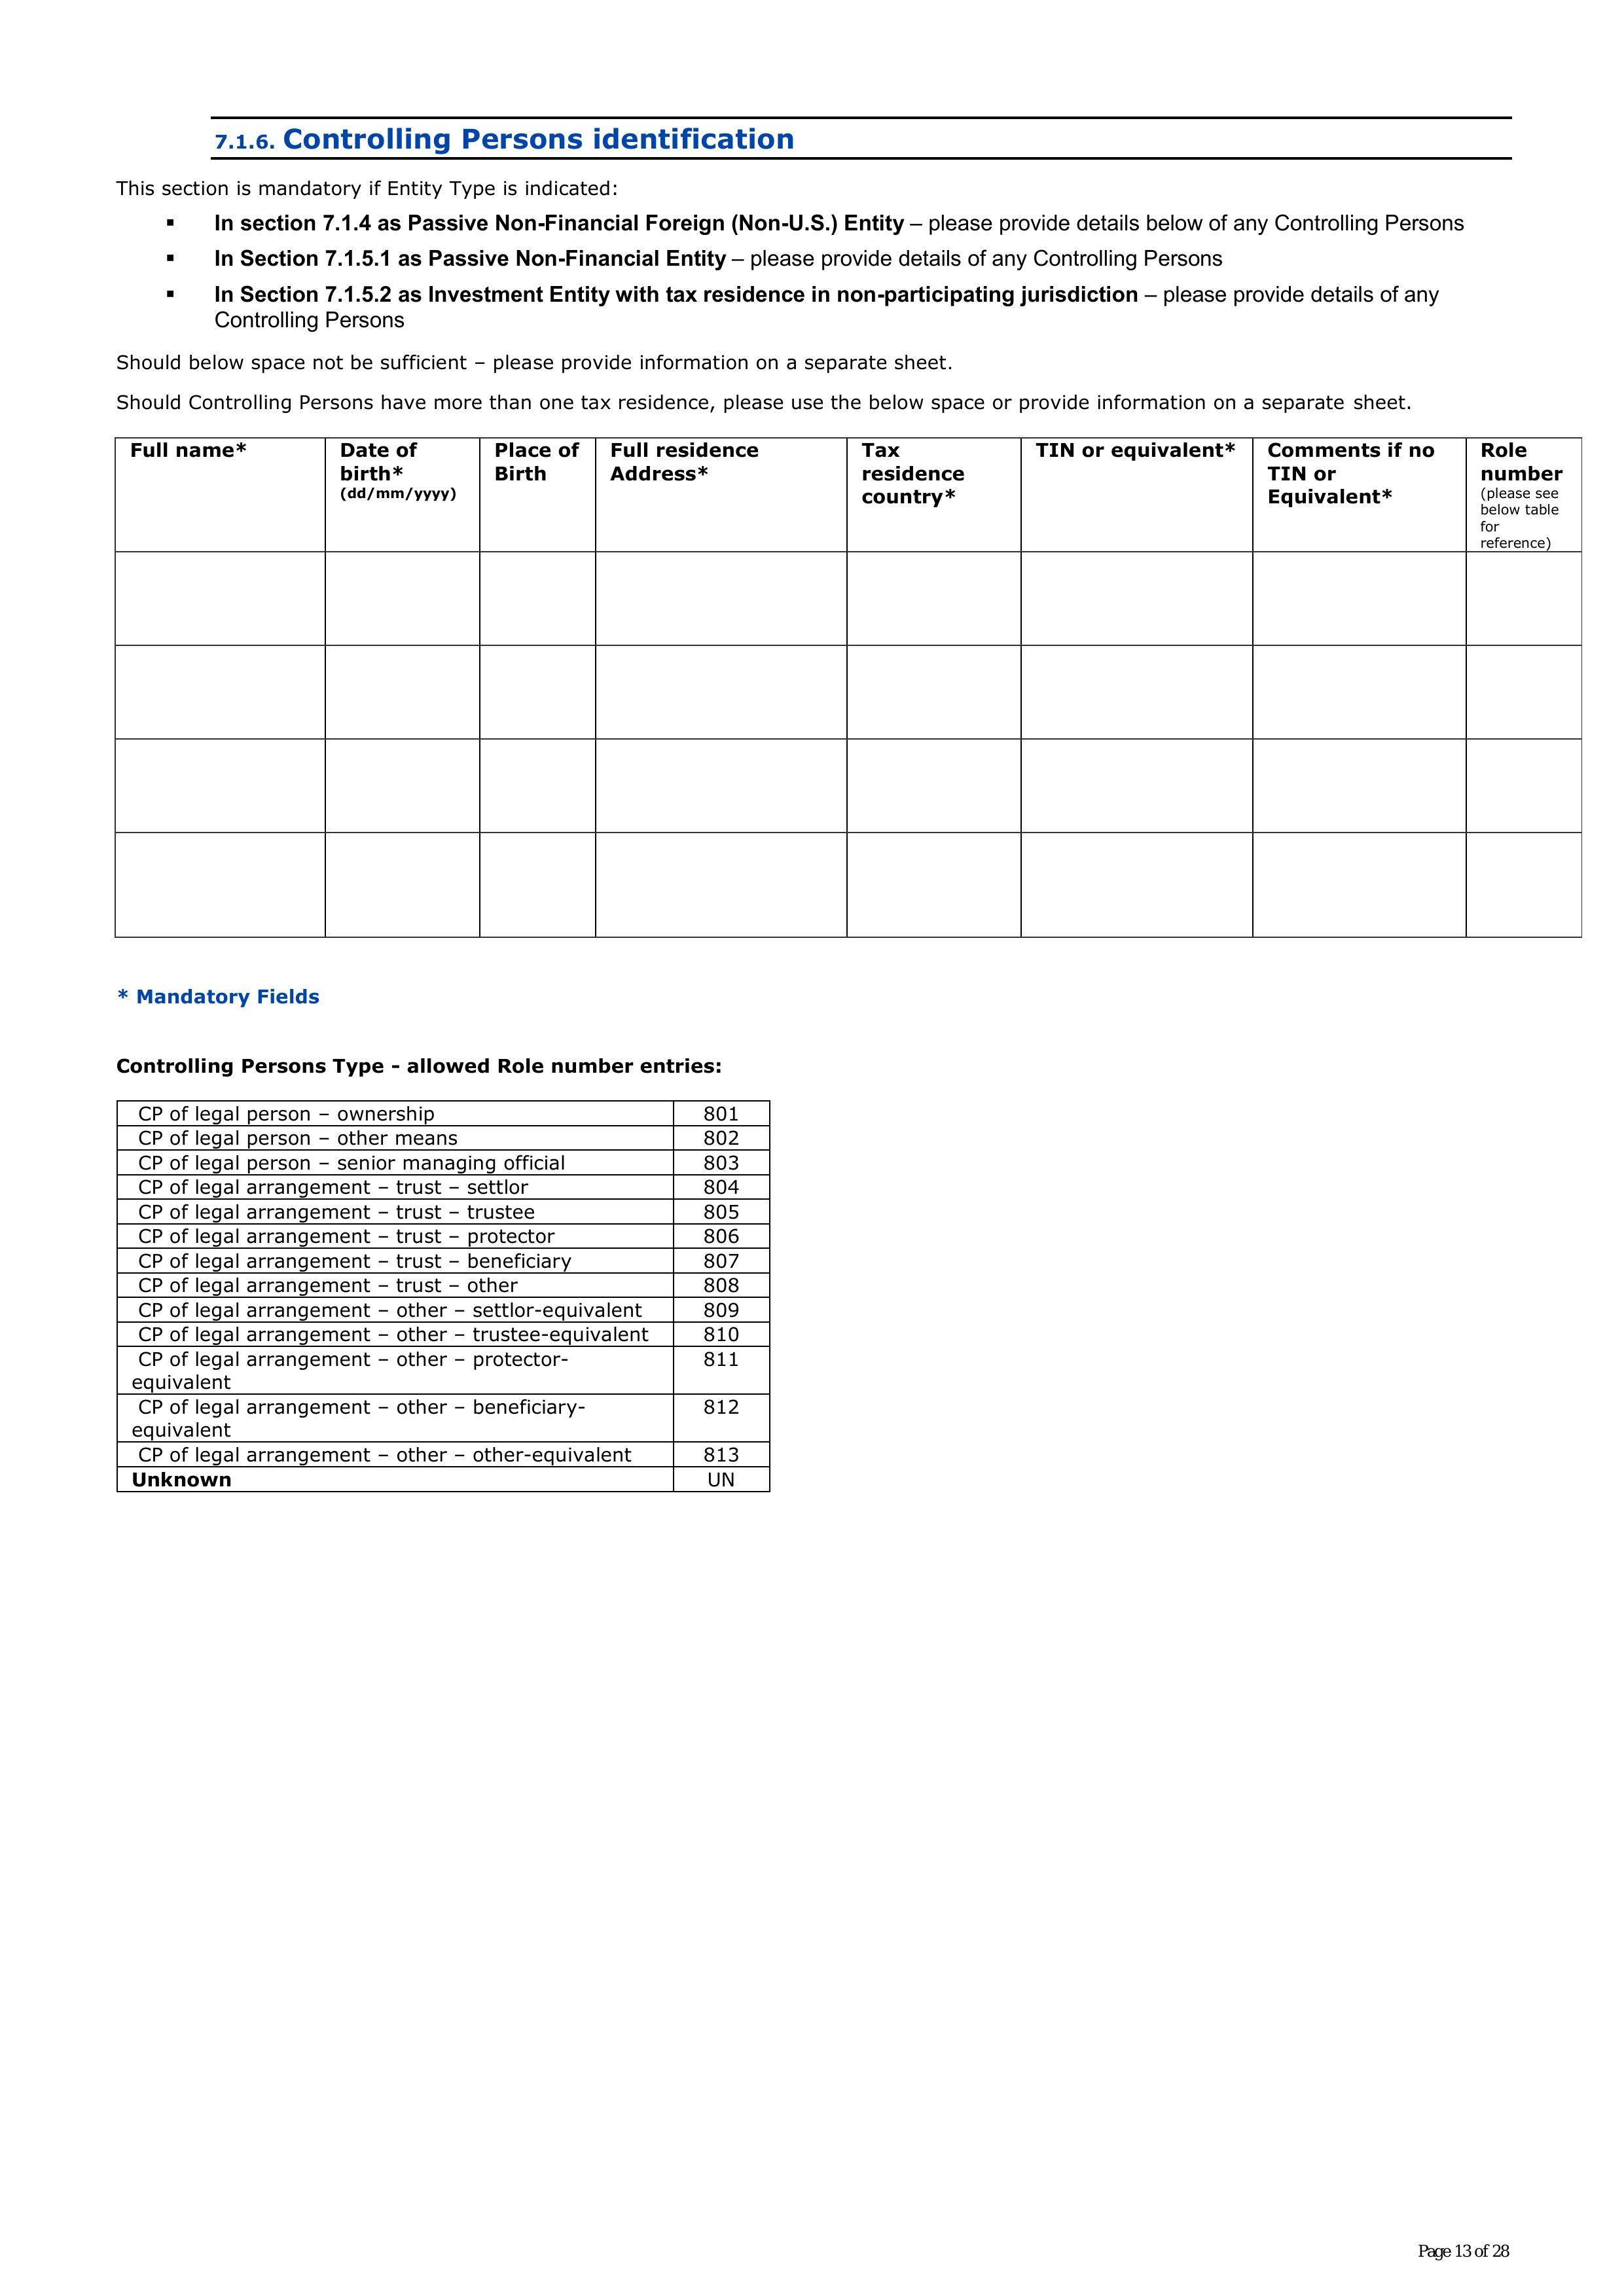 7.1.6. Controlling Persons identification
This section is mandatory if Entity Type is indicated:
▪ In section 7.1.4 as Passive Non-Financial Foreign (Non-U.S.) Entity – please provide details below of any Controlling Persons
▪ In Section 7.1.5.1 as Passive Non-Financial Entity – please provide details of any Controlling Persons
▪ In Section 7.1.5.2 as Investment Entity with tax residence in non-participating jurisdiction – please provide details of any
Controlling Persons
Should below space not be sufficient – please provide information on a separate sheet.
Should Controlling Persons have more than one tax residence, please use the below space or provide information on a separate sheet.
Full name*
Date of
birth*
(dd/mm/yyyy)
Place of
Birth
Full residence
Address*
Tax
residence
country*
TIN or equivalent*
Comments if no
TIN or
Equivalent*
Role
number
(please see
below table
for
reference)
* Mandatory Fields
Controlling Persons Type - allowed Role number entries:
CP of legal person – ownership 801
CP of legal person – other means 802
CP of legal person – senior managing official 803
CP of legal arrangement – trust – settlor 804
CP of legal arrangement – trust – trustee 805
CP of legal arrangement – trust – protector 806
CP of legal arrangement – trust – beneficiary 807
CP of legal arrangement – trust – other 808
CP of legal arrangement – other – settlor-equivalent 809
CP of legal arrangement – other – trustee-equivalent 810
CP of legal arrangement – other – protector- 811
equivalent
CP of legal arrangement – other – beneficiary- 812
equivalent
CP of legal arrangement – other – other-equivalent 813
Unknown UN
Page 13 of 28